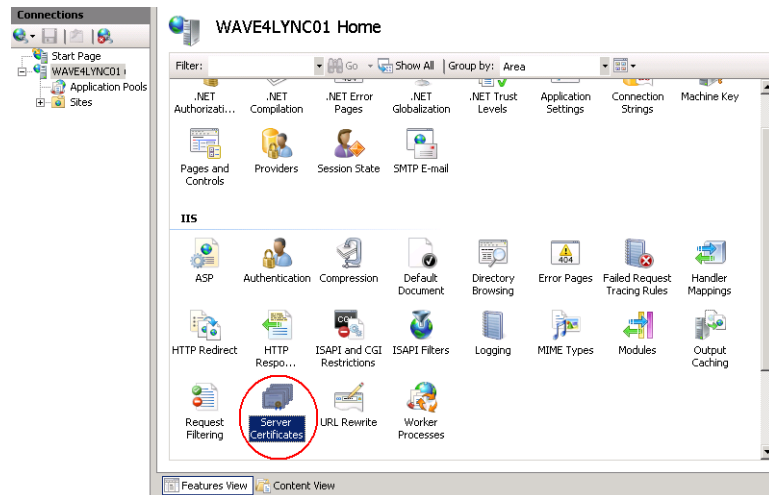 Connections
Start Page
WAVE4LYNC01
Application Pools
Sites
WAVE4LYNC01 Home
Filter: Go Show All Group by: Area
.NET Authorizati...
.NET Compilation
.NET Error Pages
.NET Globalization
.NET Trust Levels
Application Settings
Connection Strings
Machine Key
Pages and Controls
Providers
Session State
SMTP E-mail
IIS
ASP
Authentication
Compression
Default Document
Directory Browsing
Error Pages
Failed Request Tracing Rules
Handler Mappings
HTTP Redirect
HTTP Respo...
ISAPI and CGI Restrictions
ISAPI Filters
Logging
MIME Types
Modules
Output Caching
Request Filtering
Server Certificates
URL Rewrite
Worker Processes
Features View
Content View